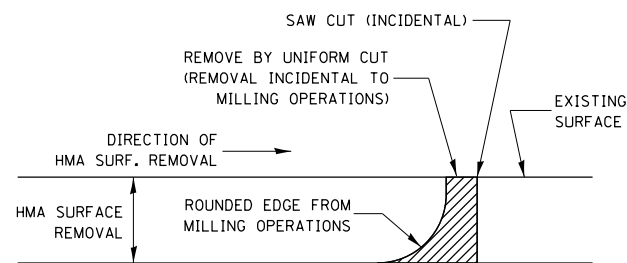 SAW CUT (INCIDENTAL)
REMOVE BY UNIFORM CUT
(REMOVAL INCIDENTAL TO
MILLING OPERATIONS)
EXISTING
SURFACE
DIRECTION OF
HMA SURF. REMOVAL
HMA SURFACE
REMOVAL
ROUNDED EDGE FROM
MILLING OPERATIONS